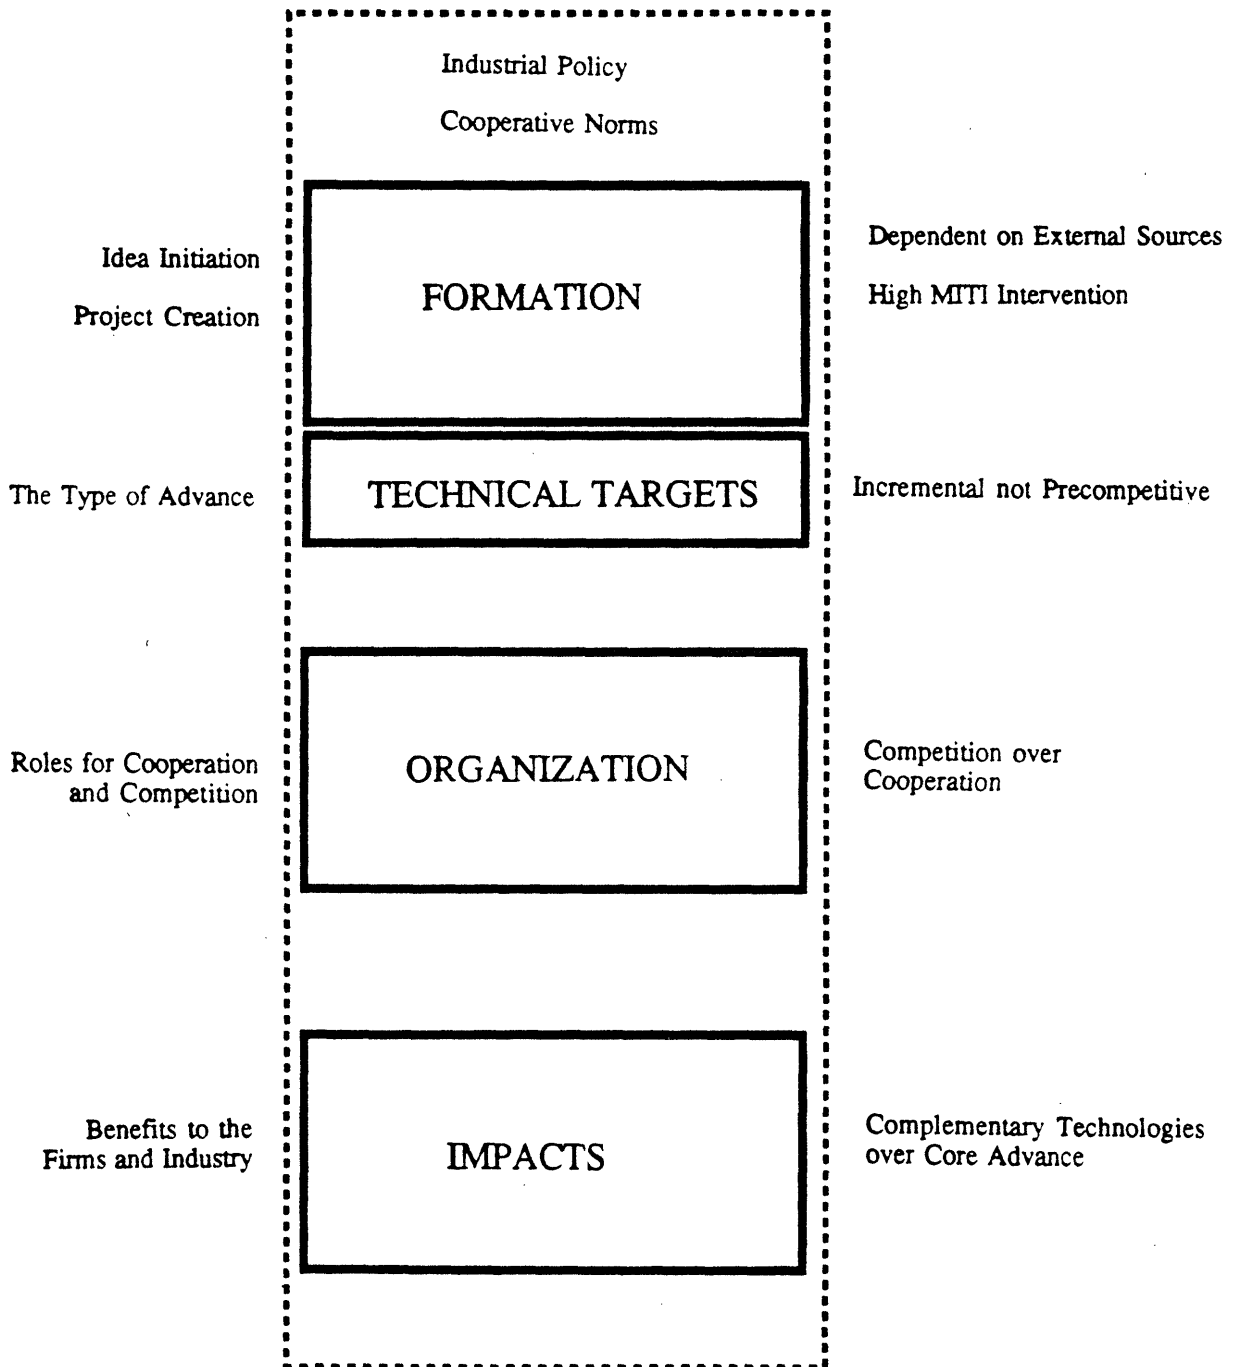 Industrial Policy
Cooperative Norms
Idea Initiation
Project Creation
FORMATION
Dependent on External Sources
High MITI Intervention
The Type of Advance
TECHNICAL TARGETS
Incremental not Precompetitive
Roles for Cooperation
and Competition
ORGANIZATION
Competition over
Cooperation
Benefits to the
Firms and Industry
IMPACTS
Complementary Technologies
over Core Advance